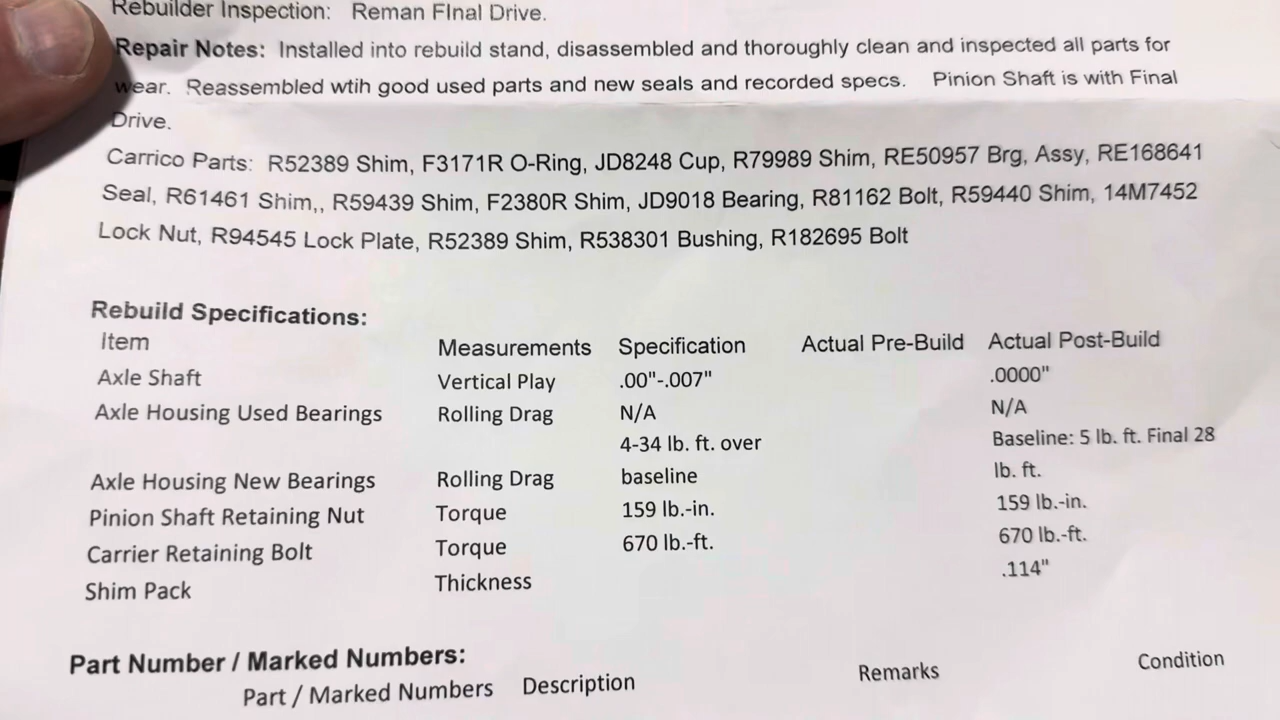 Rebuilder Inspection: Reman FInal Drive.
Repair Notes: Installed into rebuild stand, disassembled and thoroughly clean and inspected all parts for
wear. Reassembled wtih good used parts and new seals and recorded specs. Pinion Shaft is with Final
Drive.
Carrico Parts: R52389 Shim, F3171R O-Ring, JD8248 Cup, R79989 Shim, RE50957 Brg, Assy, RE168641
Seal, R61461 Shim,, R59439 Shim, F2380R Shim, JD9018 Bearing, R81162 Bolt, R59440 Shim, 14M7452
Lock Nut, R94545 Lock Plate, R52389 Shim, R538301 Bushing, R182695 Bolt
Rebuild Specifications:
Item Measurements Specification Actual Pre-Build Actual Post-Build
Axle Shaft Vertical Play .00"-.007" .0000"
Axle Housing Used Bearings Rolling Drag N/A N/A
4-34 lb. ft. over Baseline: 5 lb. ft. Final 28
Axle Housing New Bearings Rolling Drag baseline lb. ft.
Pinion Shaft Retaining Nut Torque 159 lb.-in. 159 lb.-in.
Carrier Retaining Bolt Torque 670 lb.-ft. 670 lb.-ft.
Shim Pack Thickness .114"
Part Number / Marked Numbers:
Part / Marked Numbers Description Remarks Condition